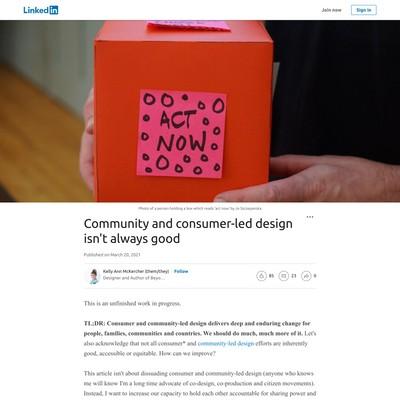 LinkedIn
Join now
Sign in
ACT
NOW
Photo of a person holding a box which reads 'act now' by Jo Szczepanska
Community and consumer-led design
isn't always good
Published on March 20, 2021
Kelly Ann McKercher (them/they) Follow
Designer and Author of Beyo...
85
23
0
This is an unfinished work in progress.
TL;DR: Consumer and community-led design delivers deep and enduring change for
people, families, communities and countries. We should do much, much more of it. Let's
also acknowledge that not all consumer* and community-led design efforts are inherently
good, accessible or equitable. How can we improve?
This article isn't about dissuading consumer and community-led design (anyone who knows
me will know I'm a long time advocate of co-design, co-production and citizen movements).
Instead, I want to increase our capacity to hold each other accountable for sharing power and